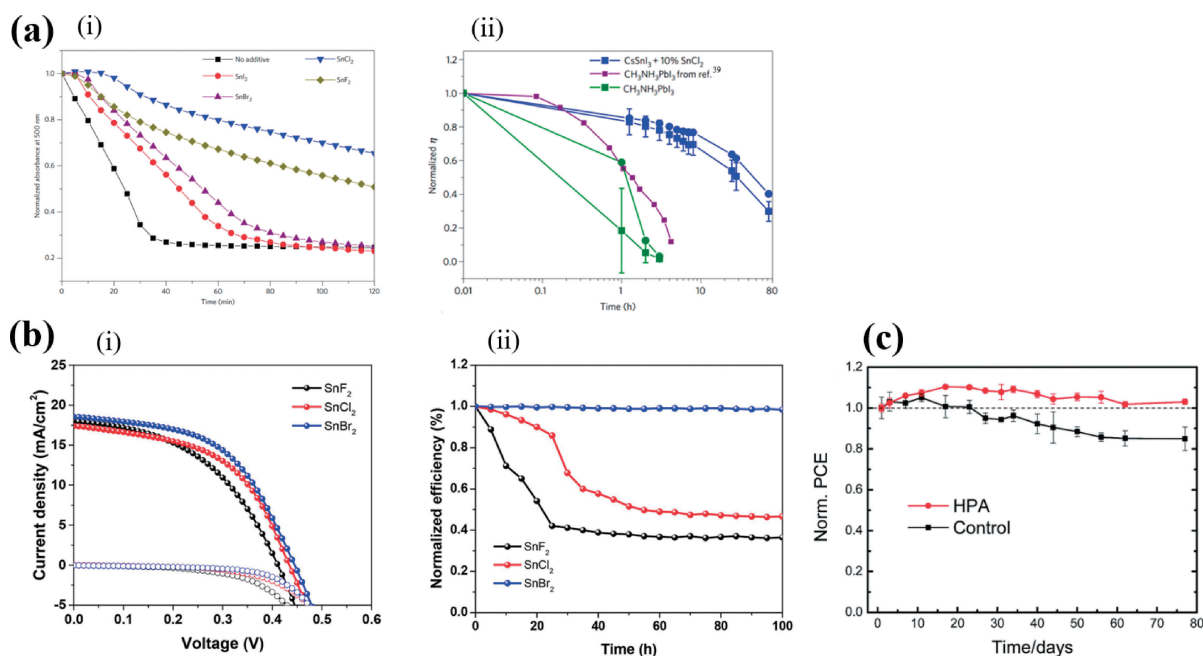 (a)
(i)
1.0
0.8
0.6
0.4
0.2
0
20
40
60
80
100
120
Normalized absorbance at 500 nm
Time (min)
No additive
SnI2
SnBr2
SnCl2
SnF2
(ii)
1.2
1.0
0.8
0.6
0.4
0.2
0.0
0.01
0.1
1
10
80
Normalized η
Time (h)
CsSnI3 + 10% SnCl2
CH3NH3PbI3 from ref.39
CH3NH3PbI3
(b)
(i)
25
20
15
10
5
0
-5
0.0
0.1
0.2
0.3
0.4
0.5
0.6
Current density (mA/cm2)
Voltage (V)
SnF2
SnCl2
SnBr2
(ii)
1.2
1.0
0.8
0.6
0.4
0.2
0.0
0
20
40
60
80
100
Normalized efficiency (%)
Time (h)
SnF2
SnCl2
SnBr2
(c)
1.2
1.0
0.8
0.6
0.4
0.2
0.0
0
10
20
30
40
50
60
70
80
Norm. PCE
Time/days
HPA
Control